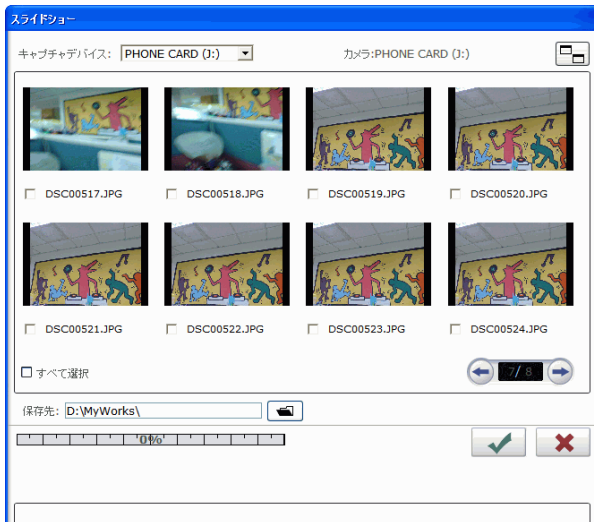 スライドショー
キャプチャデバイス: PHONE CARD (J:) カメラ:PHONE CARD (J:)
DSC00517.JPG DSC00518.JPG DSC00519.JPG DSC00520.JPG
DSC00521.JPG DSC00522.JPG DSC00523.JPG DSC00524.JPG
すべて選択 7/ 8
保存先: D:\MyWorks\
'0%'